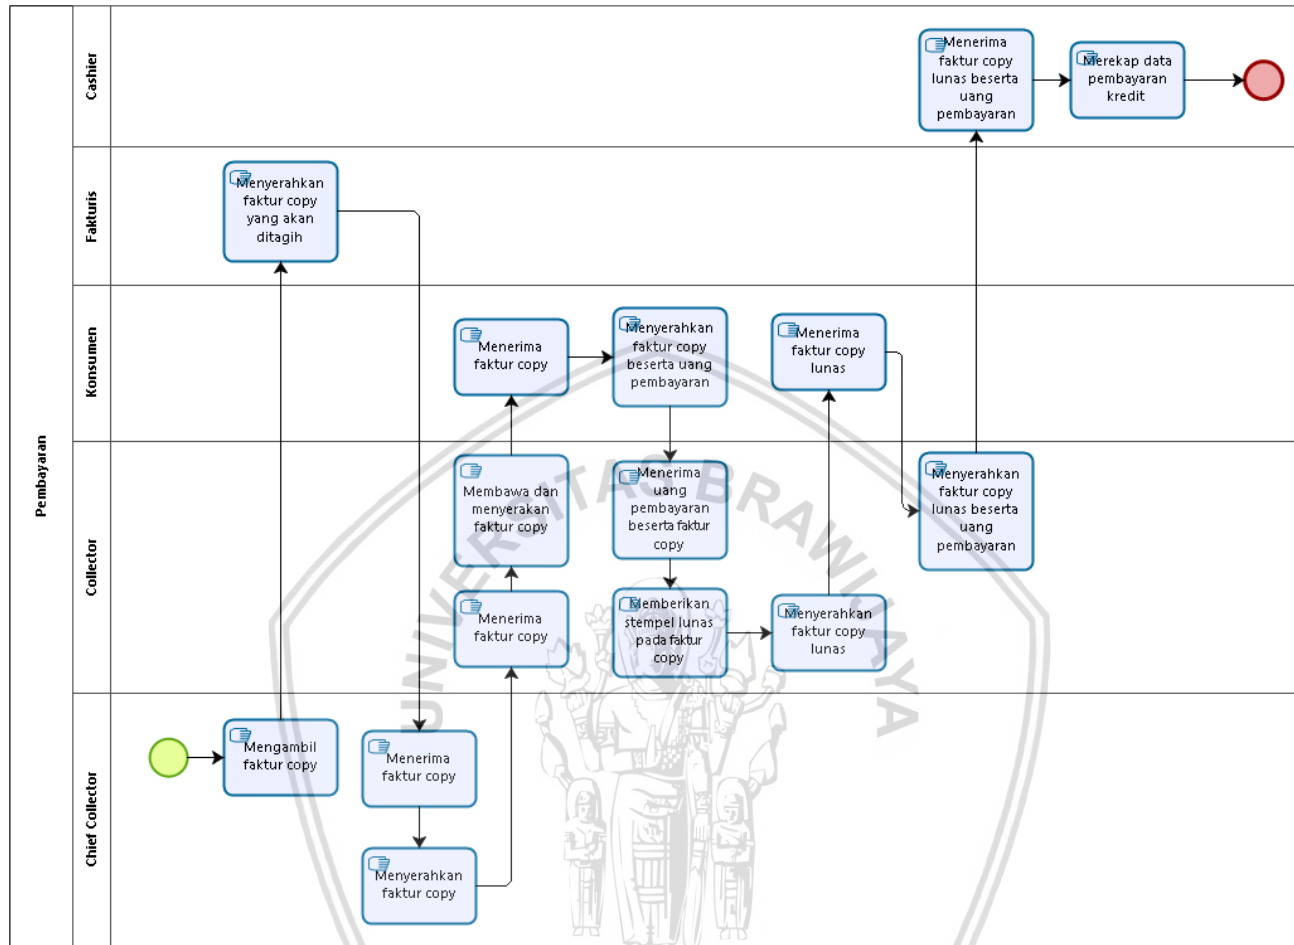 Pembayaran
Cashier
Menerima
faktur copy
lunas beserta
uang
pembayaran
Merekap data
pembayaran
kredit
Fakturis
Menyerahkan
faktur copy
yang akan
ditagih
Konsumen
Menerima
faktur copy
Menyerahkan
faktur copy
beserta uang
pembayaran
Menerima
faktur copy
lunas
Collector
Membawa dan
menyerakan
faktur copy
Menerima
uang
pembayaran
beserta faktur
copy
Menyerahkan
faktur copy
lunas beserta
uang
pembayaran
Menerima
faktur copy
Memberikan
stempel lunas
pada faktur
copy
Menyerahkan
faktur copy
lunas
Chief Collector
Mengambil
faktur copy
Menerima
faktur copy
Menyerahkan
faktur copy
UNIVERSITAS BRAWIJAYA